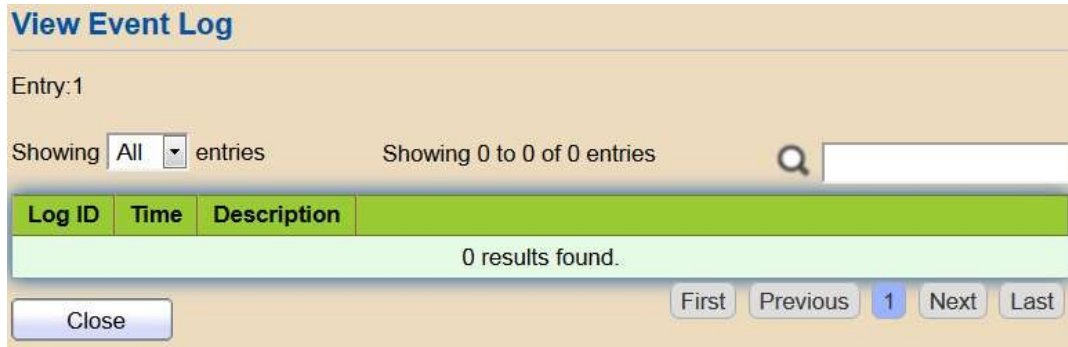 View Event Log
Entry:1
Showing All entries Showing 0 to 0 of 0 entries
Log ID Time Description
0 results found.
First Previous 1 Next Last
Close